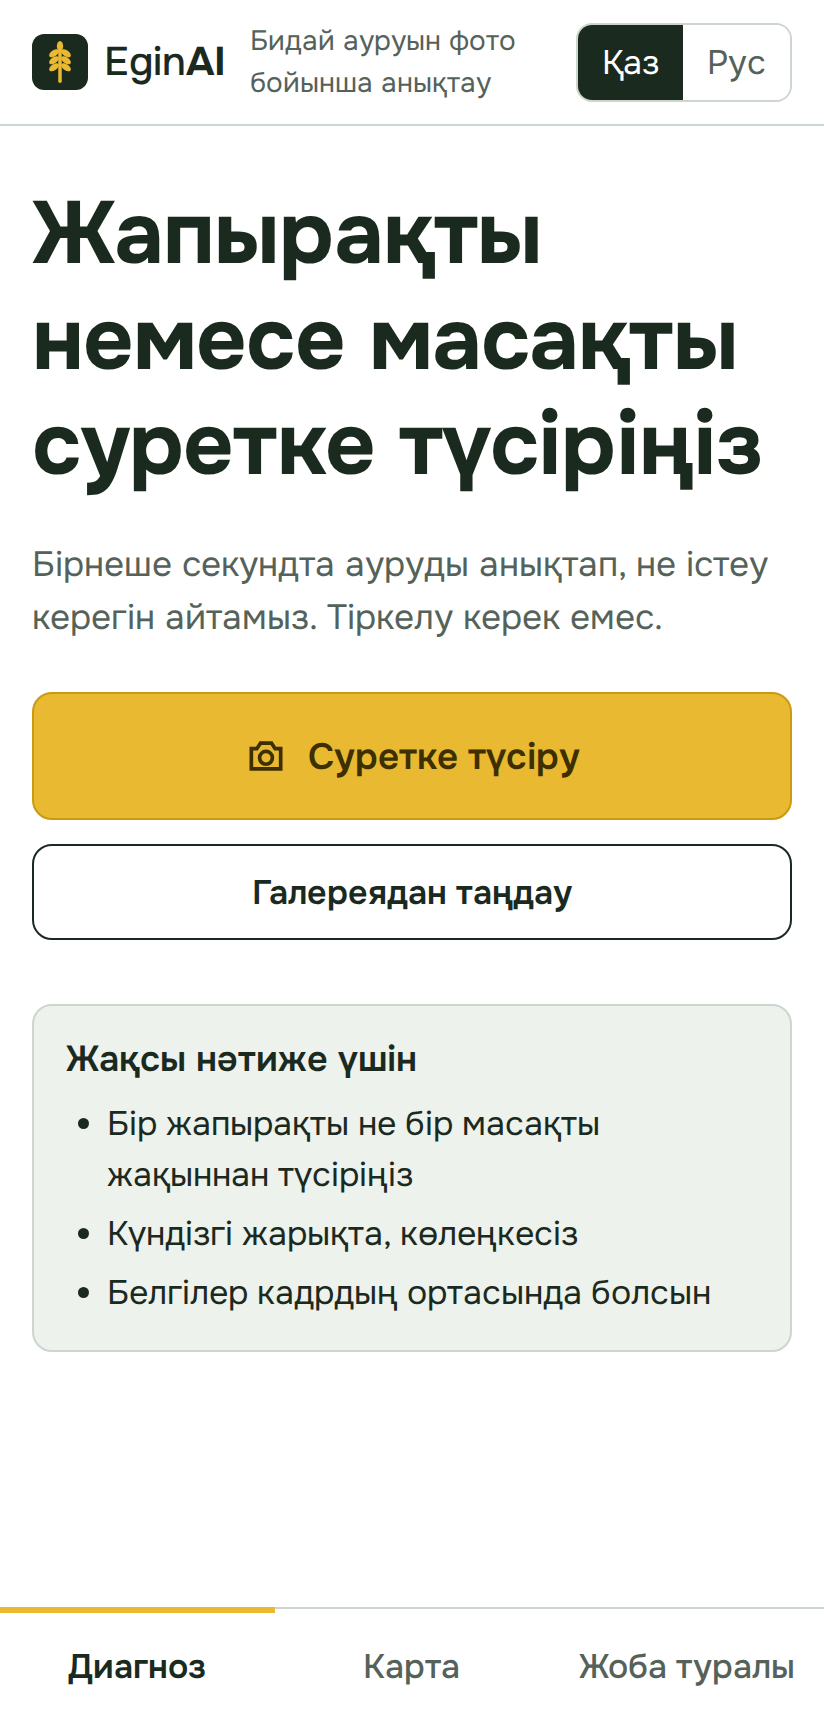 EginAI
Бидай ауруын фото
бойынша анықтау
Қаз
Рус
Жапырақты
немесе масақты
суретке түсіріңіз
Бірнеше секундта ауруды анықтап, не істеу
керегін айтамыз. Тіркелу керек емес.
Суретке түсіру
Галереядан таңдау
Жақсы нәтиже үшін
• Бір жапырақты не бір масақты
жақыннан түсіріңіз
• Күндізгі жарықта, көлеңкесіз
• Белгілер кадрдың ортасында болсын
Диагноз
Карта
Жоба туралы